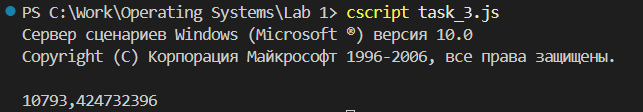 PS C:\Work\Operating Systems\Lab 1> cscript task_3.js
Сервер сценариев Windows (Microsoft ®) версия 10.0
Copyright (C) Корпорация Майкрософт 1996-2006, все права защищены.
10793,424732396